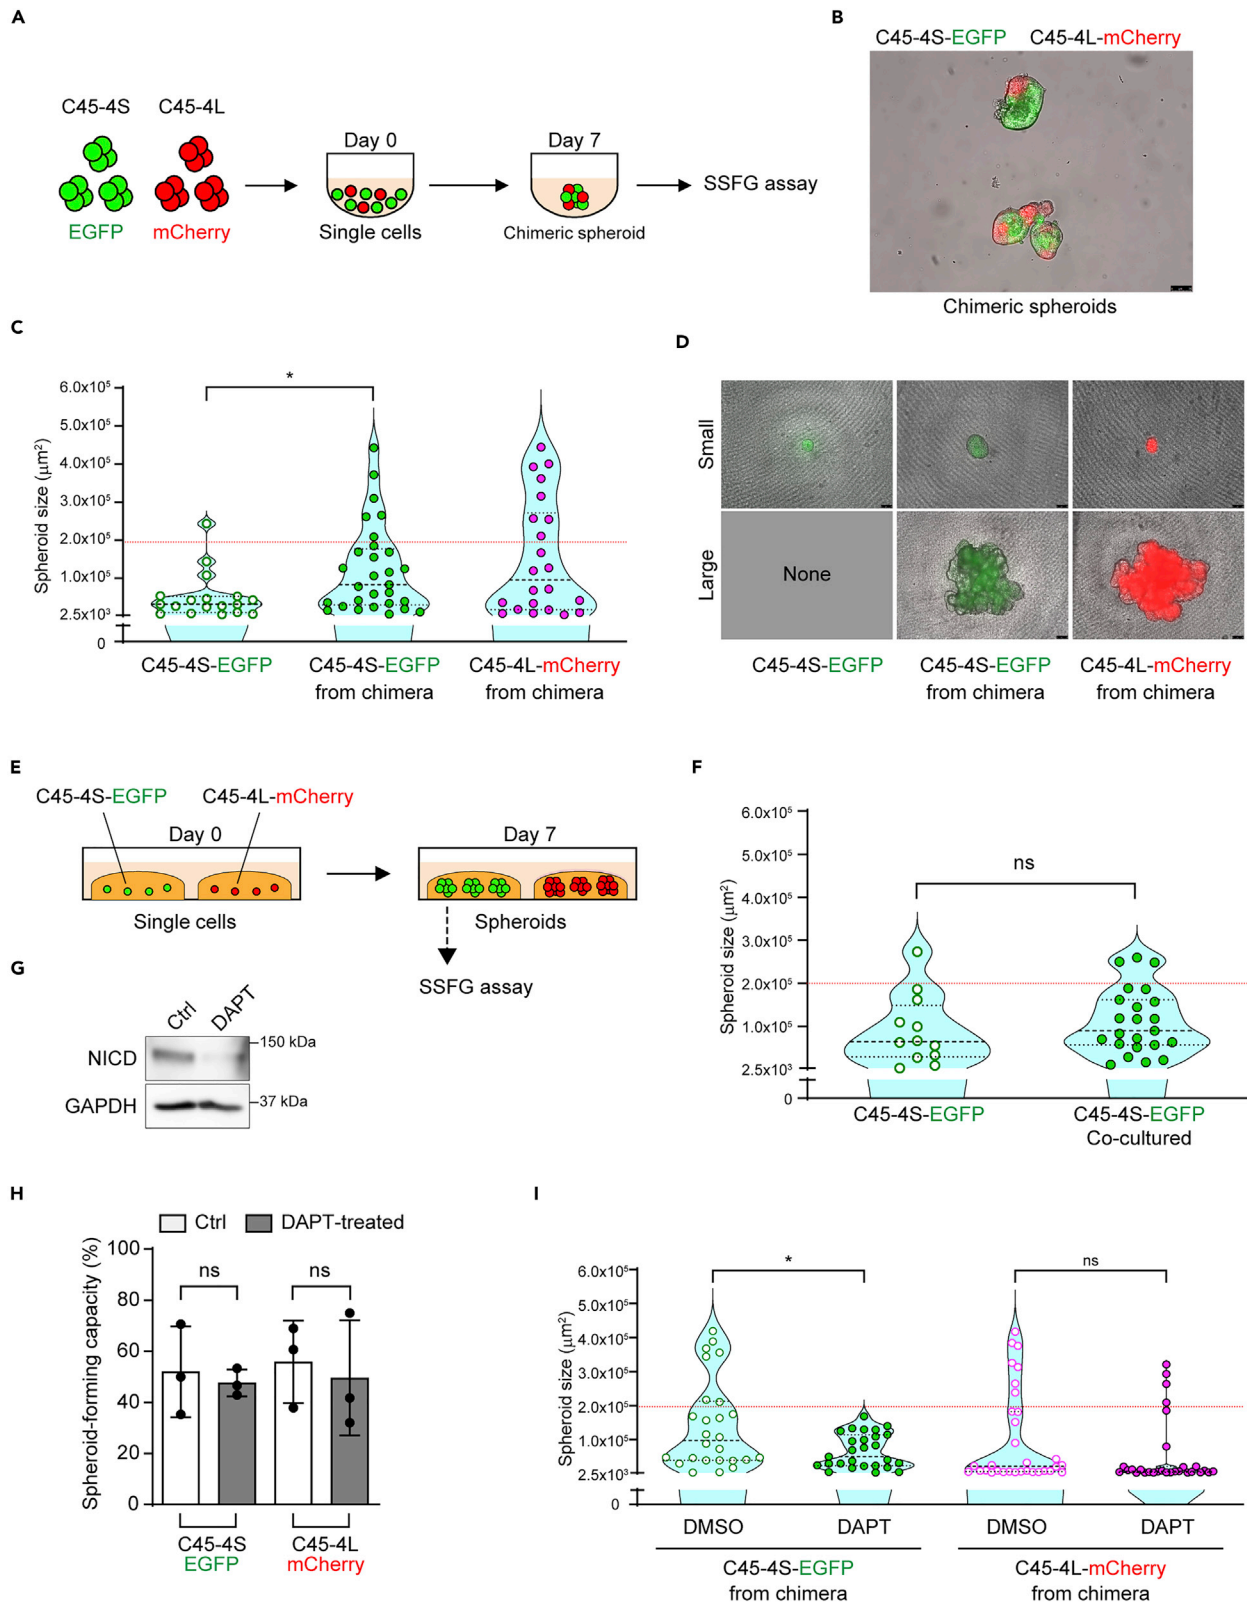 A
C45-4S
C45-4L
EGFP
mCherry
Day 0
Single cells
Day 7
Chimeric spheroid
SSFG assay
B
C45-4S-EGFP C45-4L-mCherry
Chimeric spheroids
C
Spheroid size (μm²)
6.0x10⁵
5.0x10⁵
4.0x10⁵
3.0x10⁵
2.0x10⁵
1.0x10⁵
2.5x10³
0
*
C45-4S-EGFP
C45-4S-EGFP
from chimera
C45-4L-mCherry
from chimera
D
Small
Large
None
C45-4S-EGFP
C45-4S-EGFP
from chimera
C45-4L-mCherry
from chimera
E
C45-4S-EGFP
C45-4L-mCherry
Day 0
Single cells
Day 7
Spheroids
SSFG assay
F
Spheroid size (μm²)
6.0x10⁵
5.0x10⁵
4.0x10⁵
3.0x10⁵
2.0x10⁵
1.0x10⁵
2.5x10³
0
ns
C45-4S-EGFP
C45-4S-EGFP
Co-cultured
G
Ctrl
DAPT
NICD
150 kDa
GAPDH
37 kDa
H
Ctrl
DAPT-treated
Spheroid-forming capacity (%)
100
80
60
40
20
0
ns
ns
C45-4S
EGFP
C45-4L
mCherry
I
Spheroid size (μm²)
6.0x10⁵
5.0x10⁵
4.0x10⁵
3.0x10⁵
2.0x10⁵
1.0x10⁵
2.5x10³
0
*
ns
DMSO
DAPT
DMSO
DAPT
C45-4S-EGFP
from chimera
C45-4L-mCherry
from chimera